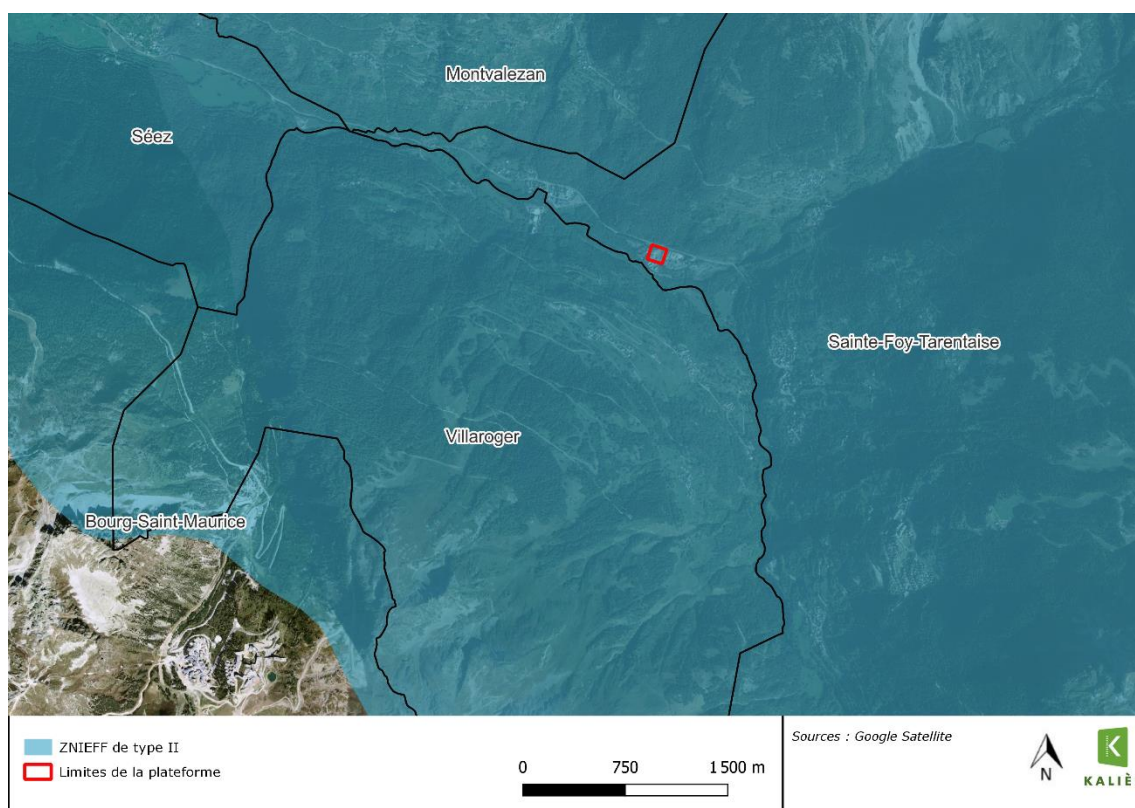 Montvalezan
Séez
Sainte-Foy-Tarentaise
Villaroger
Bourg-Saint-Maurice
ZNIEFF de type II
Limites de la plateforme
0 750 1 500 m
Sources : Google Satellite
N
K
KALIÈ